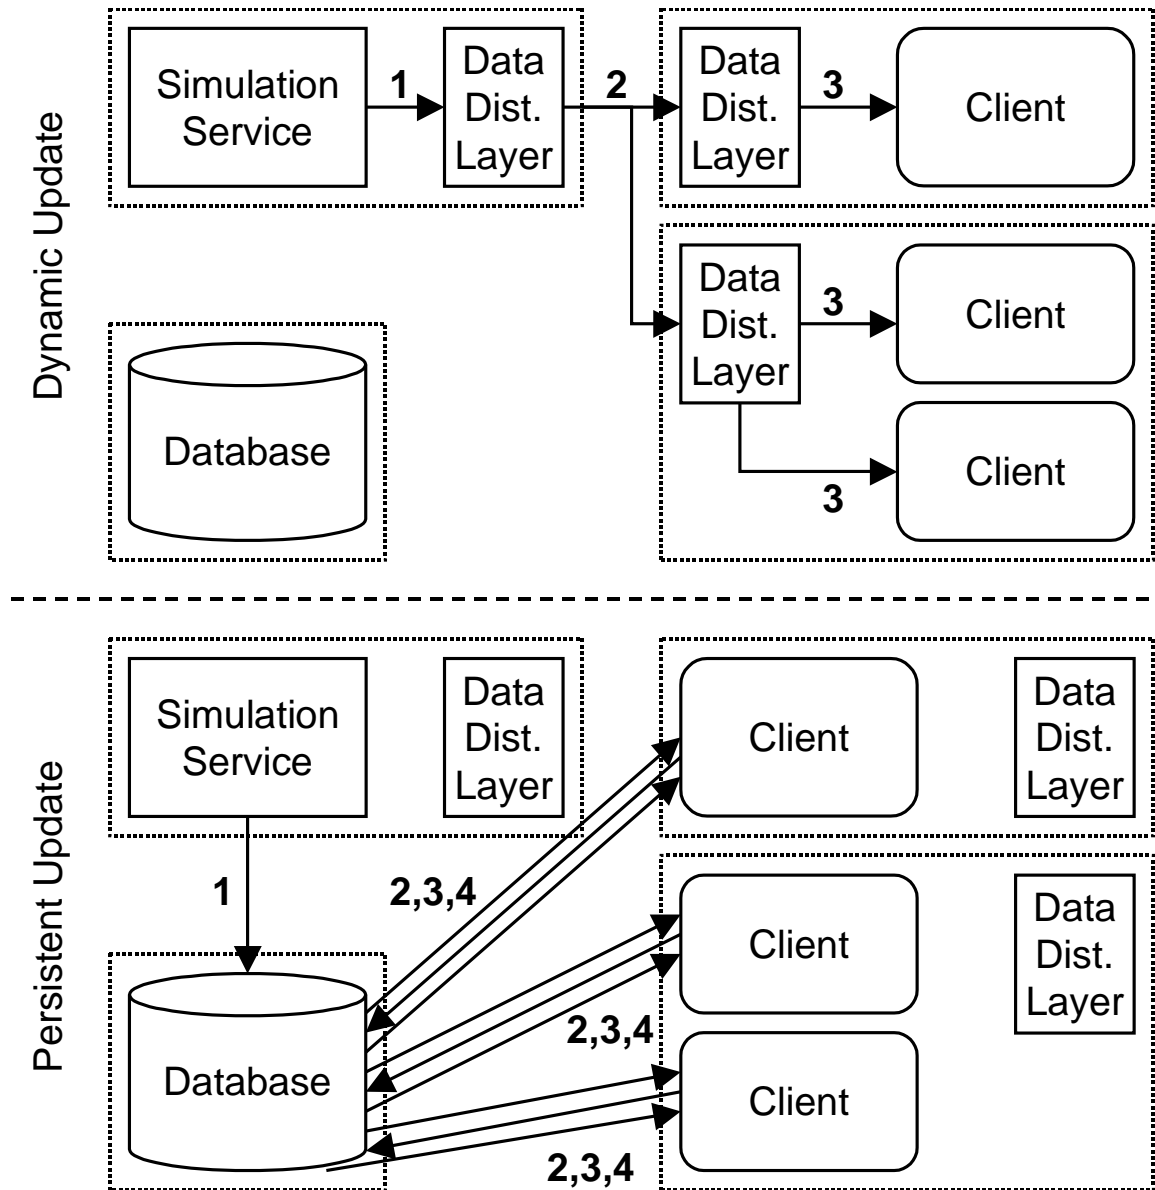 Dynamic Update
Simulation
Service
1
Data
Dist.
Layer
2
Data
Dist.
Layer
3
Client
Data
Dist.
Layer
3
Client
3
Client
Database
Persistent Update
Simulation
Service
Data
Dist.
Layer
Client
Data
Dist.
Layer
1
2,3,4
Client
Data
Dist.
Layer
2,3,4
Database
Client
2,3,4